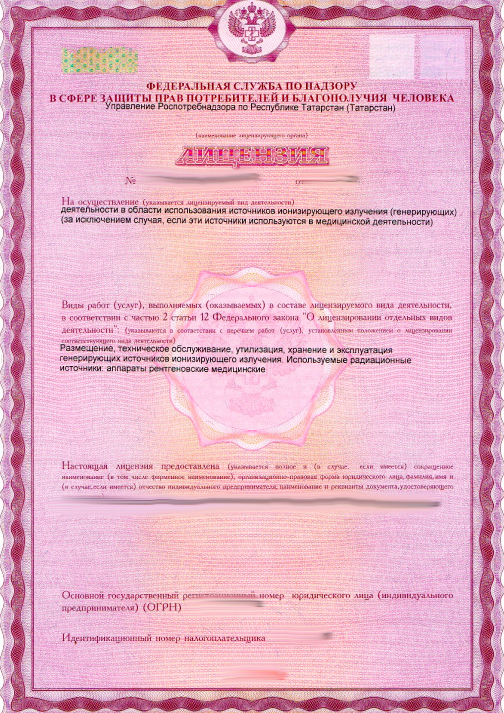 ФЕДЕРАЛЬНАЯ СЛУЖБА ПО НАДЗОРУ
В СФЕРЕ ЗАЩИТЫ ПРАВ ПОТРЕБИТЕЛЕЙ И БЛАГОПОЛУЧИЯ ЧЕЛОВЕКА
Управление Роспотребнадзора по Республике Татарстан (Татарстан)
(наименование лицензирующего органа)
ЛИЦЕНЗИЯ
№ от
На осуществление (указывается лицензируемый вид деятельности)
деятельности в области использования источников ионизирующего излучения (генерирующих)
(за исключением случая, если эти источники используются в медицинской деятельности)
Виды работ (услуг), выполняемых (оказываемых) в составе лицензируемого вида деятельности,
в соответствии с частью 2 статьи 12 Федерального закона "О лицензировании отдельных видов
деятельности": (указываются в соответствии с перечнем работ (услуг), установленным положением о лицензировании
соответствующего вида деятельности)
Размещение, техническое обслуживание, утилизация, хранение и эксплуатация
генерирующих источников ионизирующего излучения. Используемые радиационные
источники: аппараты рентгеновские медицинские
Настоящая лицензия предоставлена (указывается полное и (в случае, если имеется) сокращенное
наименование (в том числе фирменное наименование), организационно-правовая форма юридического лица, фамилия, имя и
(в случае, если имеется) отчество индивидуального предпринимателя, наименование и реквизиты документа, удостоверяющего
Основной государственный регистрационный номер юридического лица (индивидуального
предпринимателя) (ОГРН)
Идентификационный номер налогоплательщика